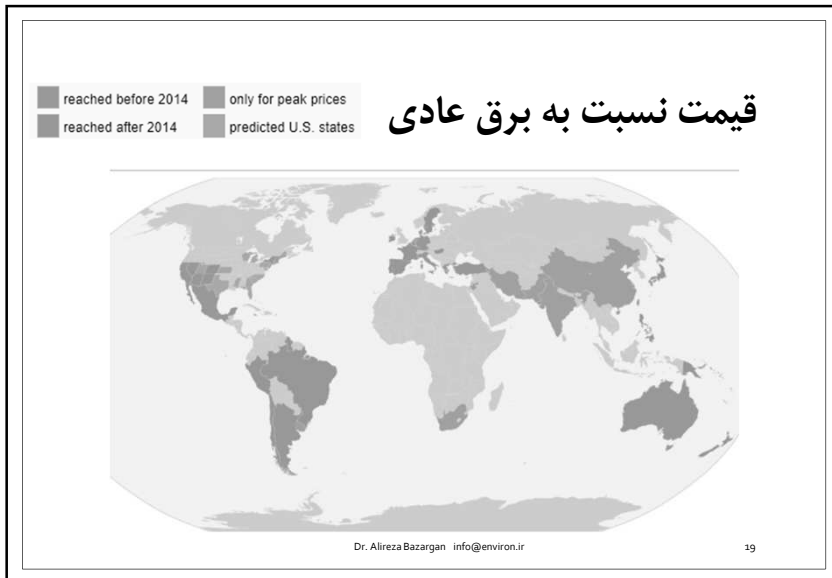 قیمت نسبت به برق عادی
reached before 2014
only for peak prices
reached after 2014
predicted U.S. states
Dr. Alireza Bazargan info@environ.ir
19